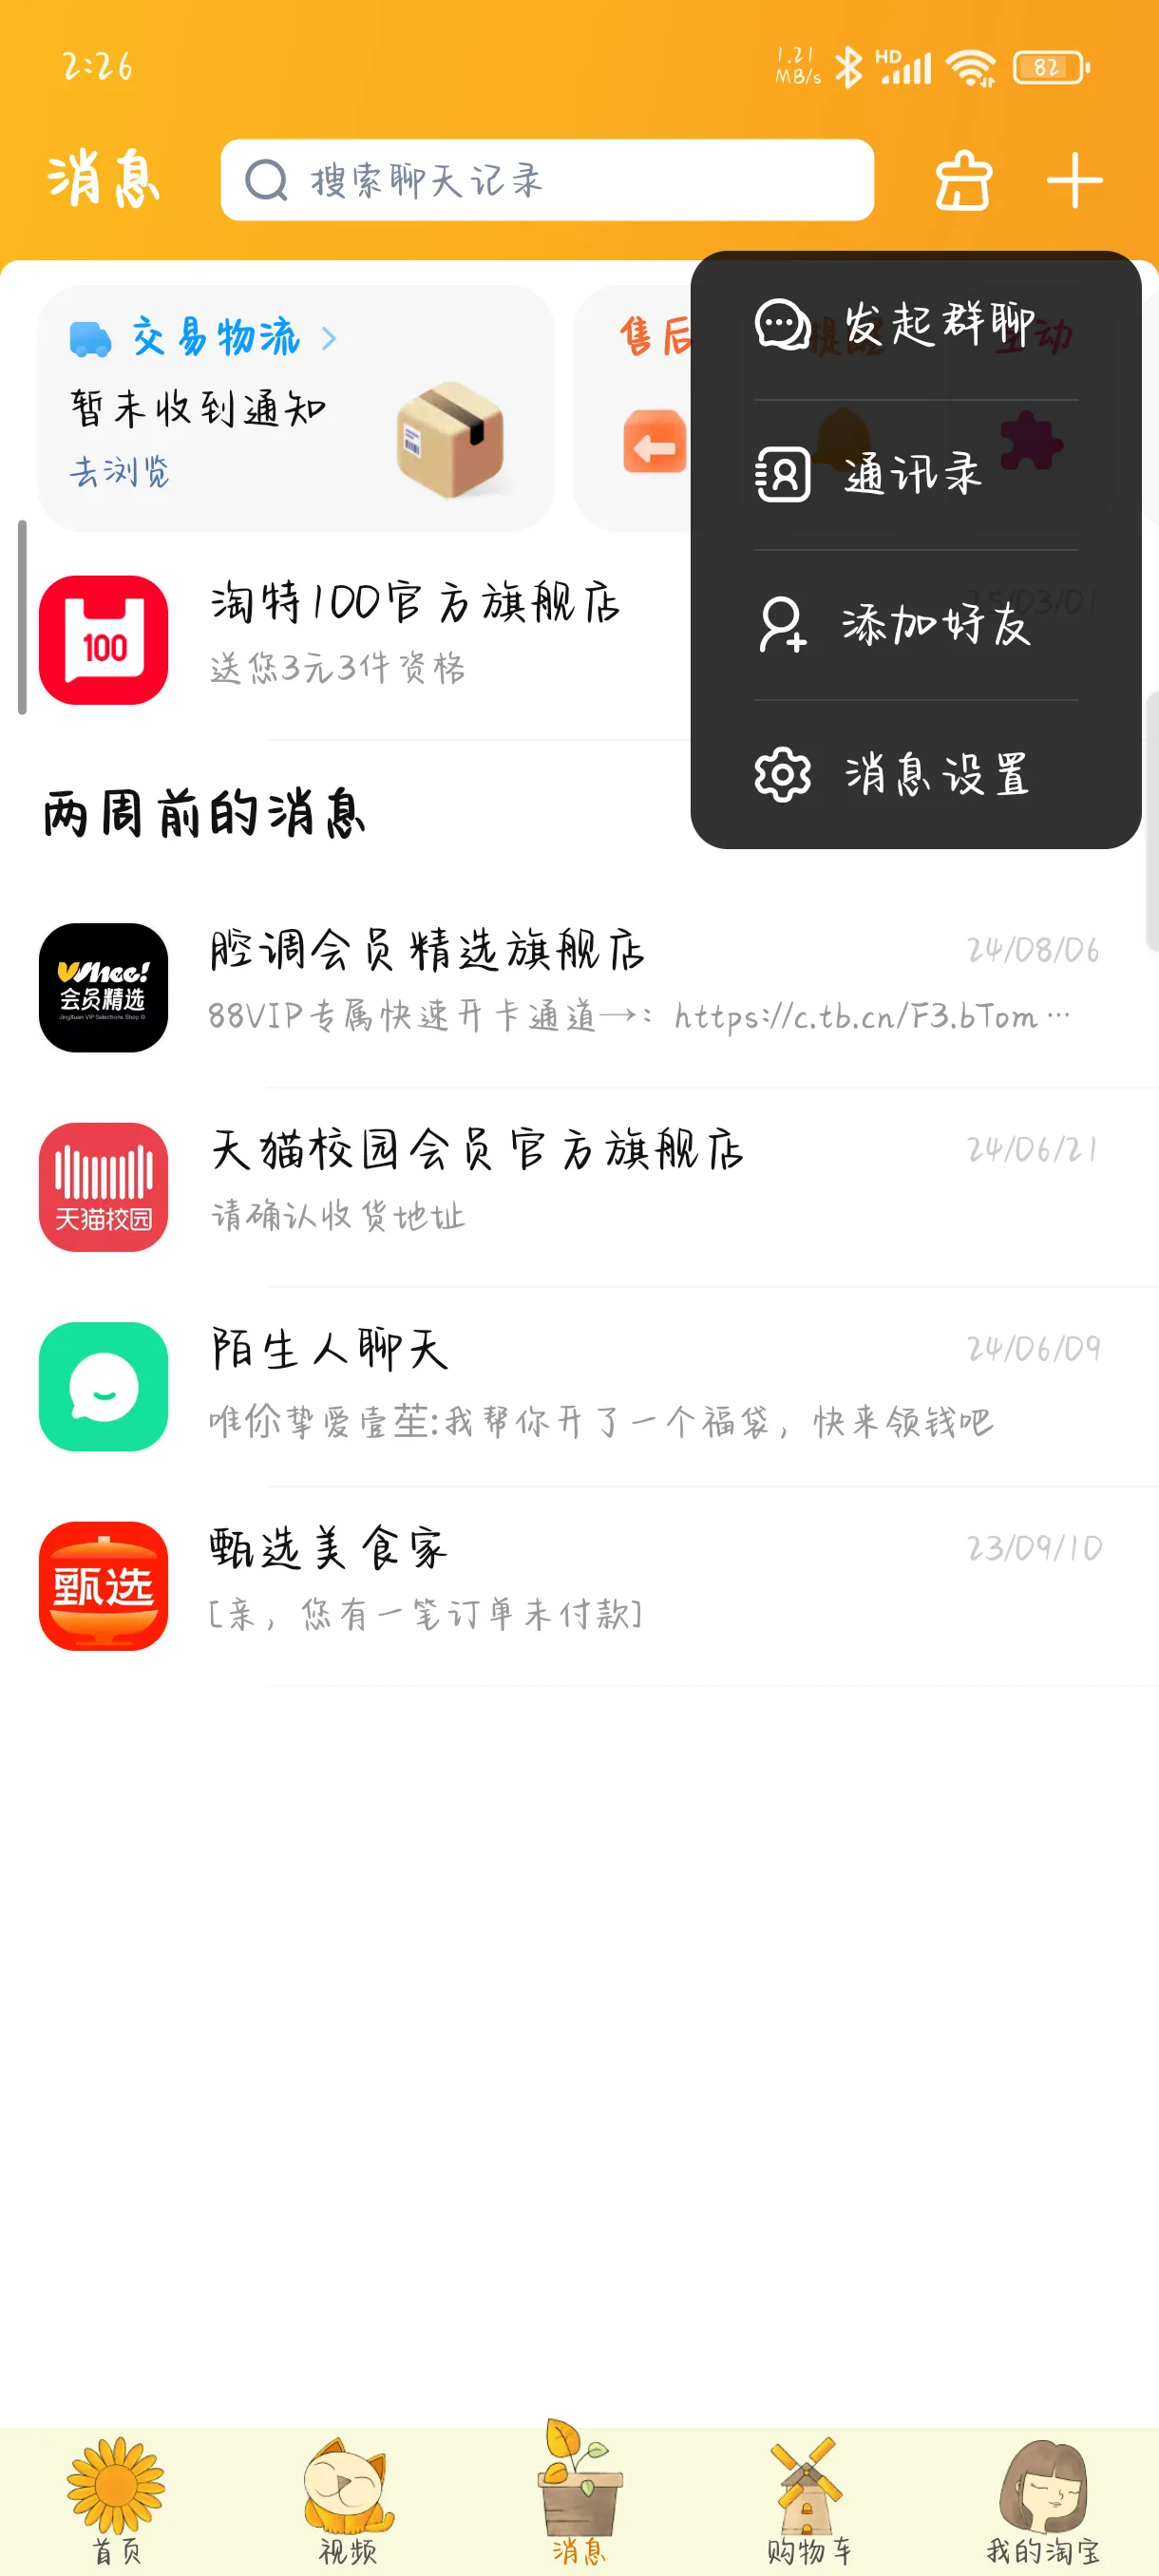 2:26
1.21
MB/s
HD
82
消息
搜索聊天记录
交易物流
暂未收到通知
去浏览
售后
提醒
互动
发起群聊
通讯录
添加好友
消息设置
100
淘特100官方旗舰店
25/03/01
送您3元3件资格
两周前的消息
会员精选
腔调会员精选旗舰店
24/08/06
88VIP专属快速开卡通道→：https://c.tb.cn/F3.bTom…
天猫校园
天猫校园会员官方旗舰店
24/06/21
请确认收货地址
陌生人聊天
24/06/09
唯伱挚爱壹苼:我帮你开了一个福袋，快来领钱吧
甄选
甄选美食家
23/09/10
[亲，您有一笔订单未付款]
首页
视频
消息
购物车
我的淘宝